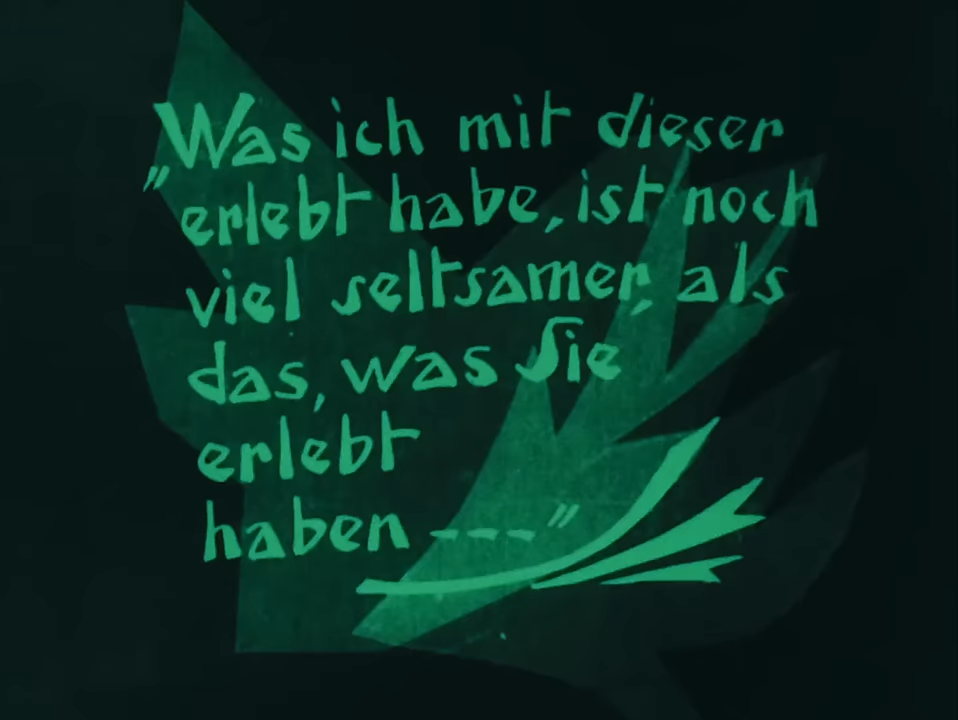 „Was ich mit dieser
erlebt habe, ist noch
viel seltsamer, als
das, was Sie
erlebt
haben ---"